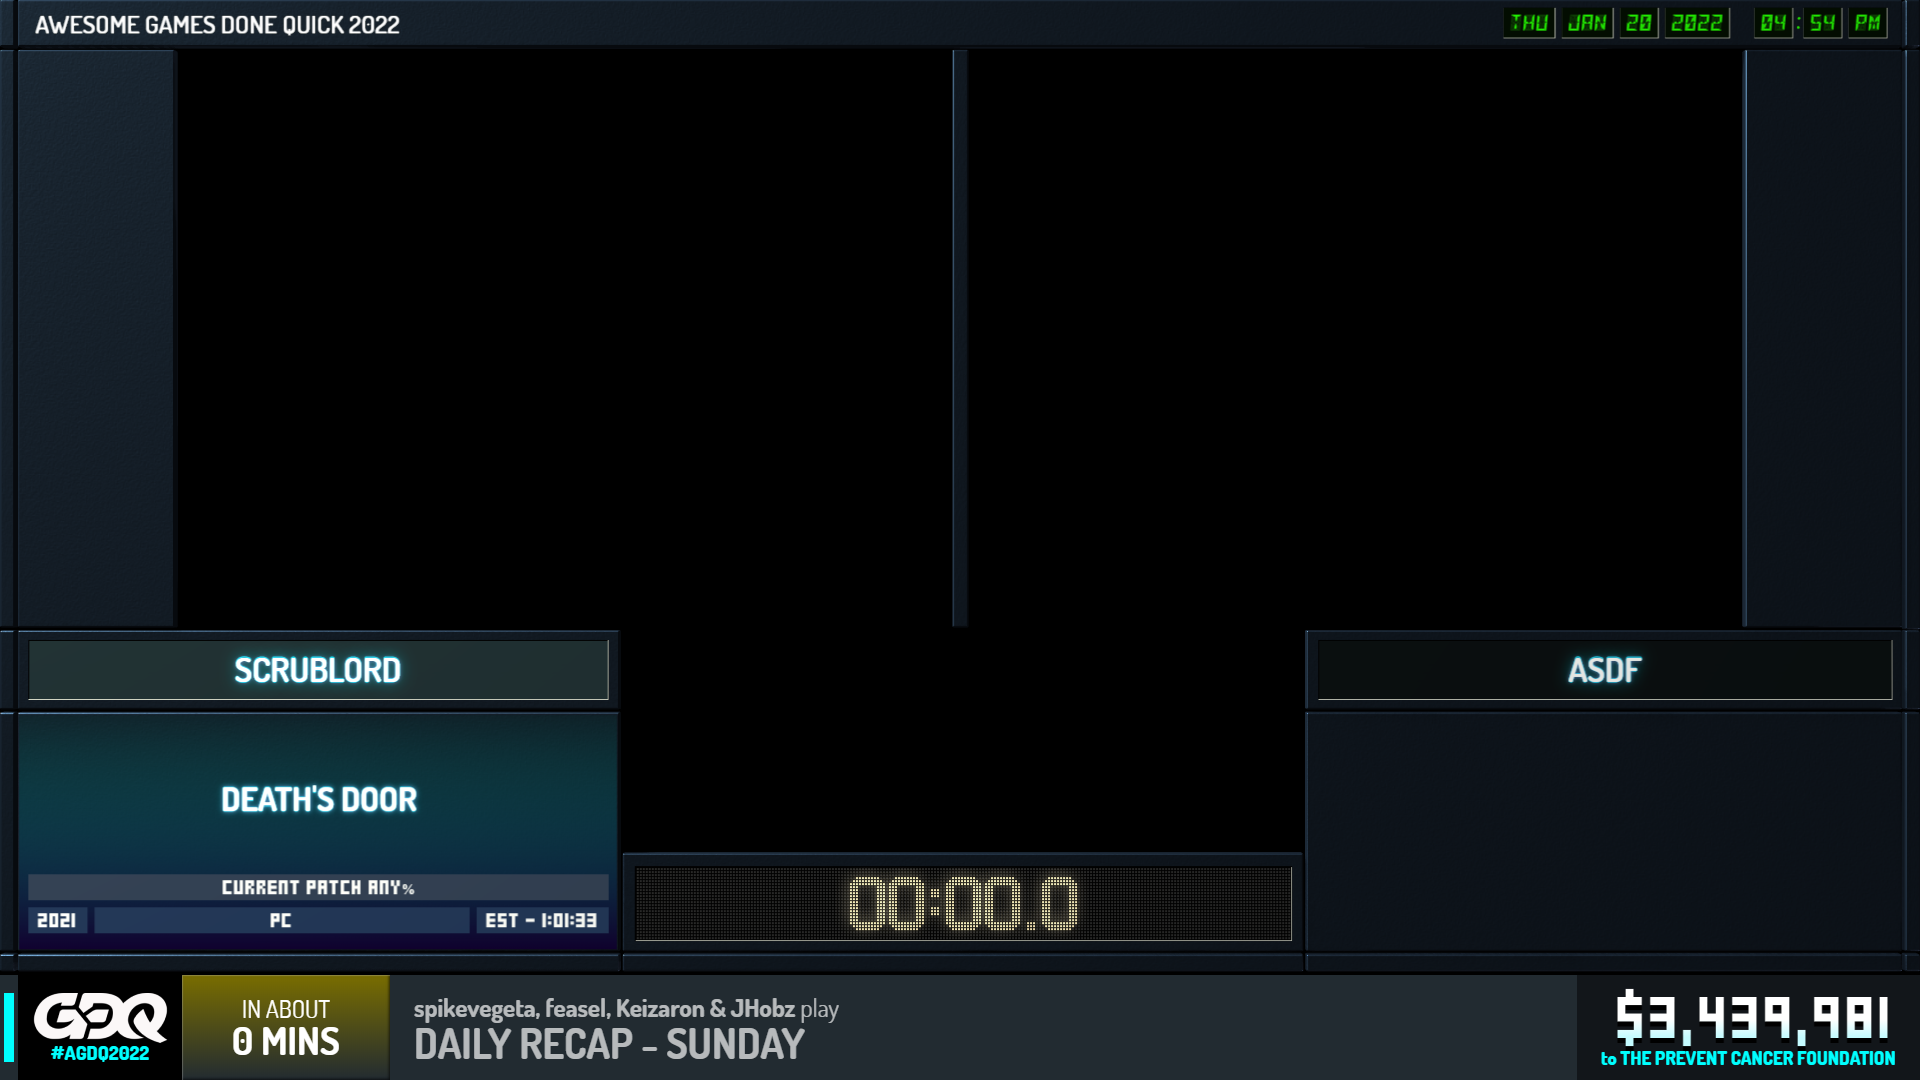 AWESOME GAMES DONE QUICK 2022
THU JAN 20 2022 04:54 PM
SCRUBLORD
ASDF
DEATH'S DOOR
CURRENT PATCH ANY%
2021 PC EST - 1:01:33
00:00.0
GDQ
#AGDQ2022
IN ABOUT
0 MINS
spikevegeta, feasel, Keizaron & JHobz play
DAILY RECAP - SUNDAY
$3,439,981
to THE PREVENT CANCER FOUNDATION